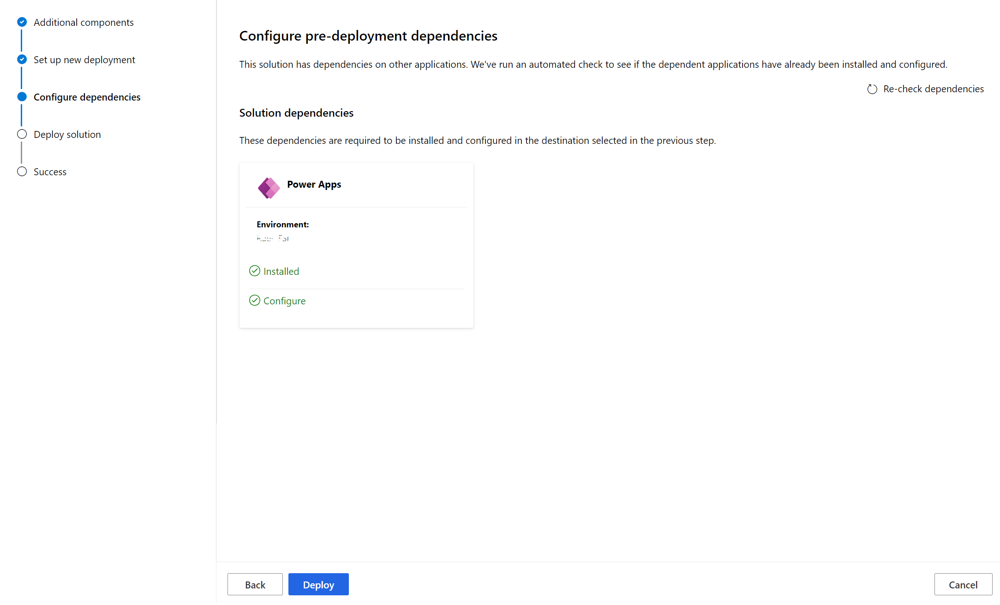 Additional components
Set up new deployment
Configure dependencies
Deploy solution
Success
Configure pre-deployment dependencies
This solution has dependencies on other applications. We've run an automated check to see if the dependent applications have already been installed and configured.
Re-check dependencies
Solution dependencies
These dependencies are required to be installed and configured in the destination selected in the previous step.
Power Apps
Environment:
Installed
Configure
Back
Deploy
Cancel